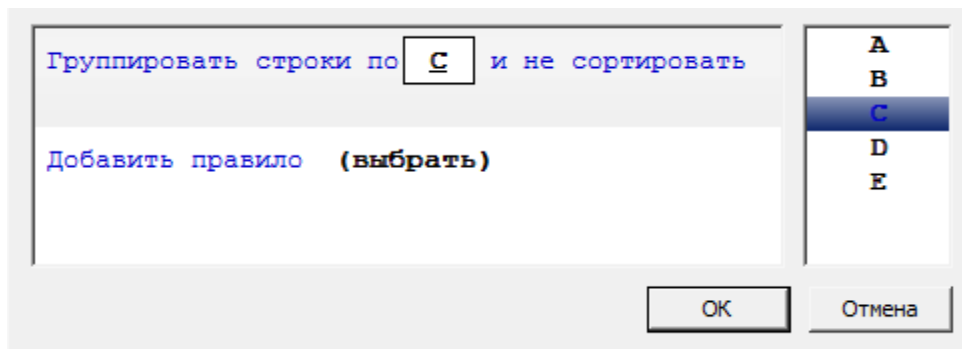 Группировать строки по C и не сортировать
Добавить правило (выбрать)
A
B
C
D
E
OK
Отмена